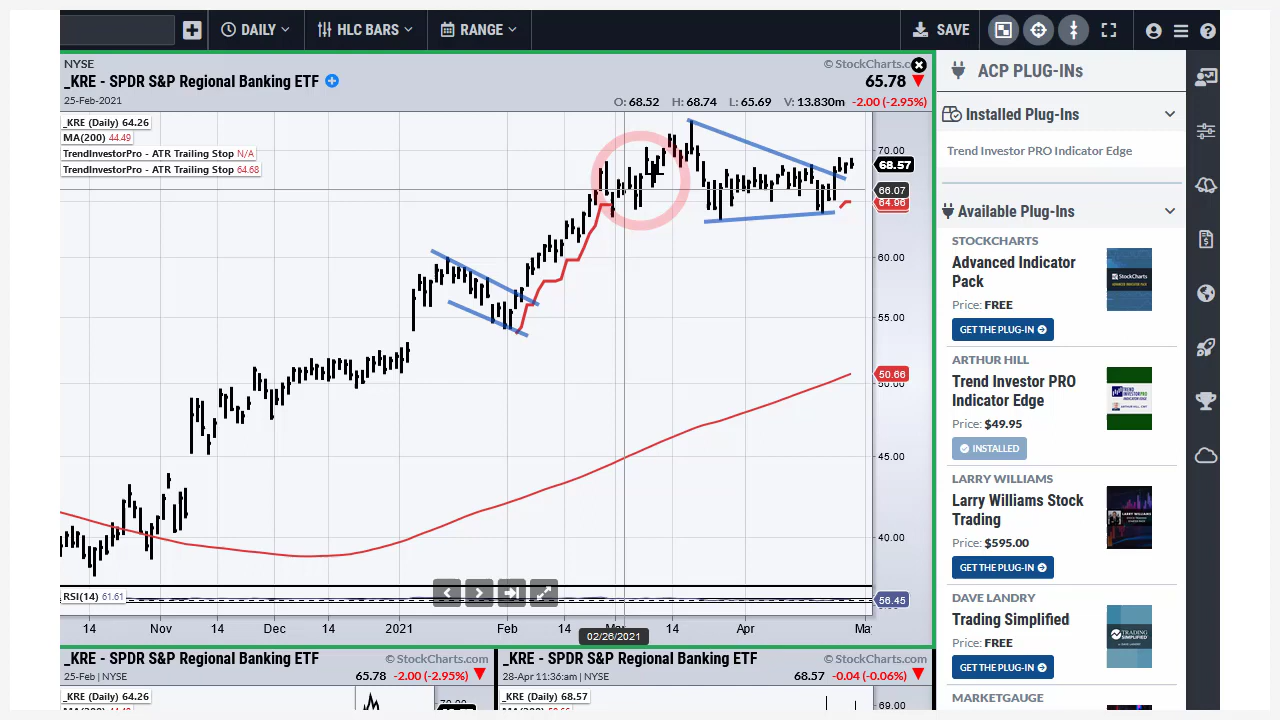 DAILY
HLC BARS
RANGE
SAVE
NYSE
© StockCharts.c
_KRE - SPDR S&P Regional Banking ETF
65.78
25-Feb-2021
O: 68.52 H: 68.74 L: 65.69 V: 13.830m -2.00 (-2.95%)
_KRE (Daily) 64.26
MA(200) 44.49
TrendInvestorPro - ATR Trailing Stop N/A
TrendInvestorPro - ATR Trailing Stop 64.68
70.00
68.57
66.07
64.96
60.00
55.00
50.66
50.00
45.00
40.00
RSI(14) 61.61
56.45
14
Nov
14
Dec
14
2021
14
Feb
14
Mar
14
Apr
14
Ma
02/26/2021
_KRE - SPDR S&P Regional Banking ETF
© StockCharts.com
25-Feb | NYSE
65.78 -2.00 (-2.95%)
_KRE (Daily) 64.26
_KRE - SPDR S&P Regional Banking ETF
© StockCharts.com
28-Apr 11:36:am | NYSE
68.57 -0.04 (-0.06%)
_KRE (Daily) 68.57
69.00
ACP PLUG-INs
Installed Plug-Ins
Trend Investor PRO Indicator Edge
Available Plug-Ins
STOCKCHARTS
Advanced Indicator
Pack
Price: FREE
GET THE PLUG-IN
StockCharts
ARTHUR HILL
Trend Investor PRO
Indicator Edge
Price: $49.95
INSTALLED
LARRY WILLIAMS
Larry Williams Stock
Trading
Price: $595.00
GET THE PLUG-IN
DAVE LANDRY
Trading Simplified
Price: FREE
GET THE PLUG-IN
TRADING
SIMPLIFIED
MARKETGAUGE